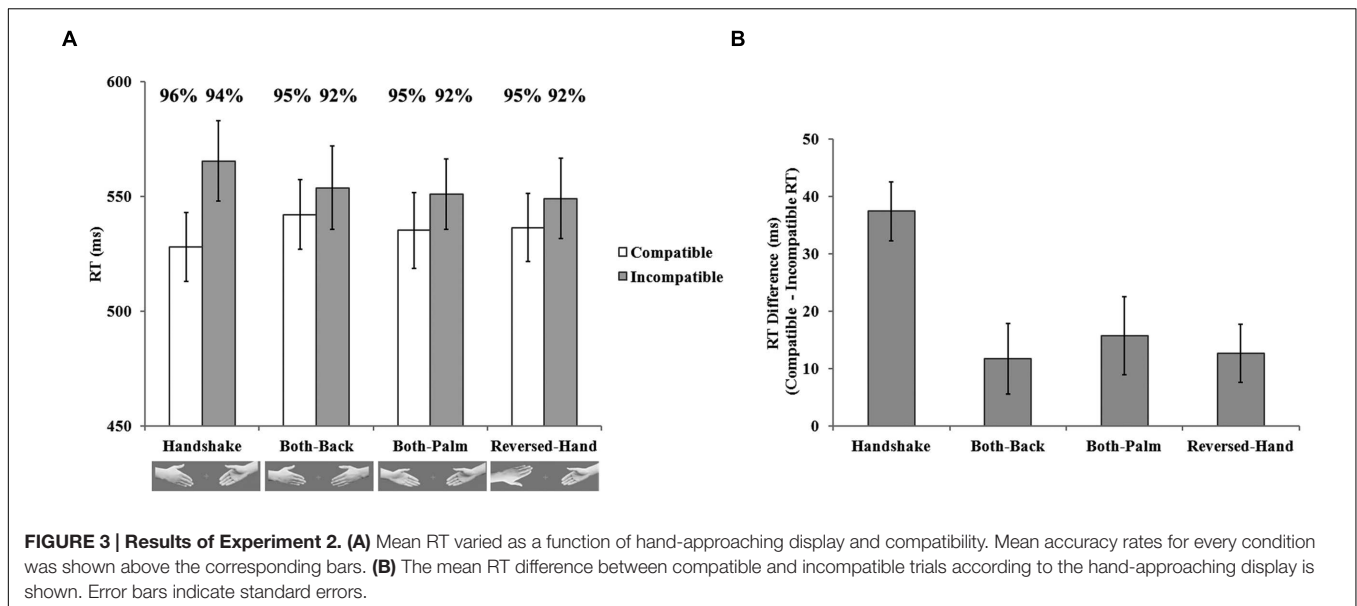 A
B
600
96% 94% 95% 92% 95% 92% 95% 92%
550
500
450
RT (ms)
Compatible
Incompatible
Handshake Both-Back Both-Palm Reversed-Hand
50
40
30
20
10
0
RT Difference (ms)
(Compatible - Incompatible RT)
Handshake Both-Back Both-Palm Reversed-Hand
FIGURE 3 | Results of Experiment 2. (A) Mean RT varied as a function of hand-approaching display and compatibility. Mean accuracy rates for every condition
was shown above the corresponding bars. (B) The mean RT difference between compatible and incompatible trials according to the hand-approaching display is
shown. Error bars indicate standard errors.